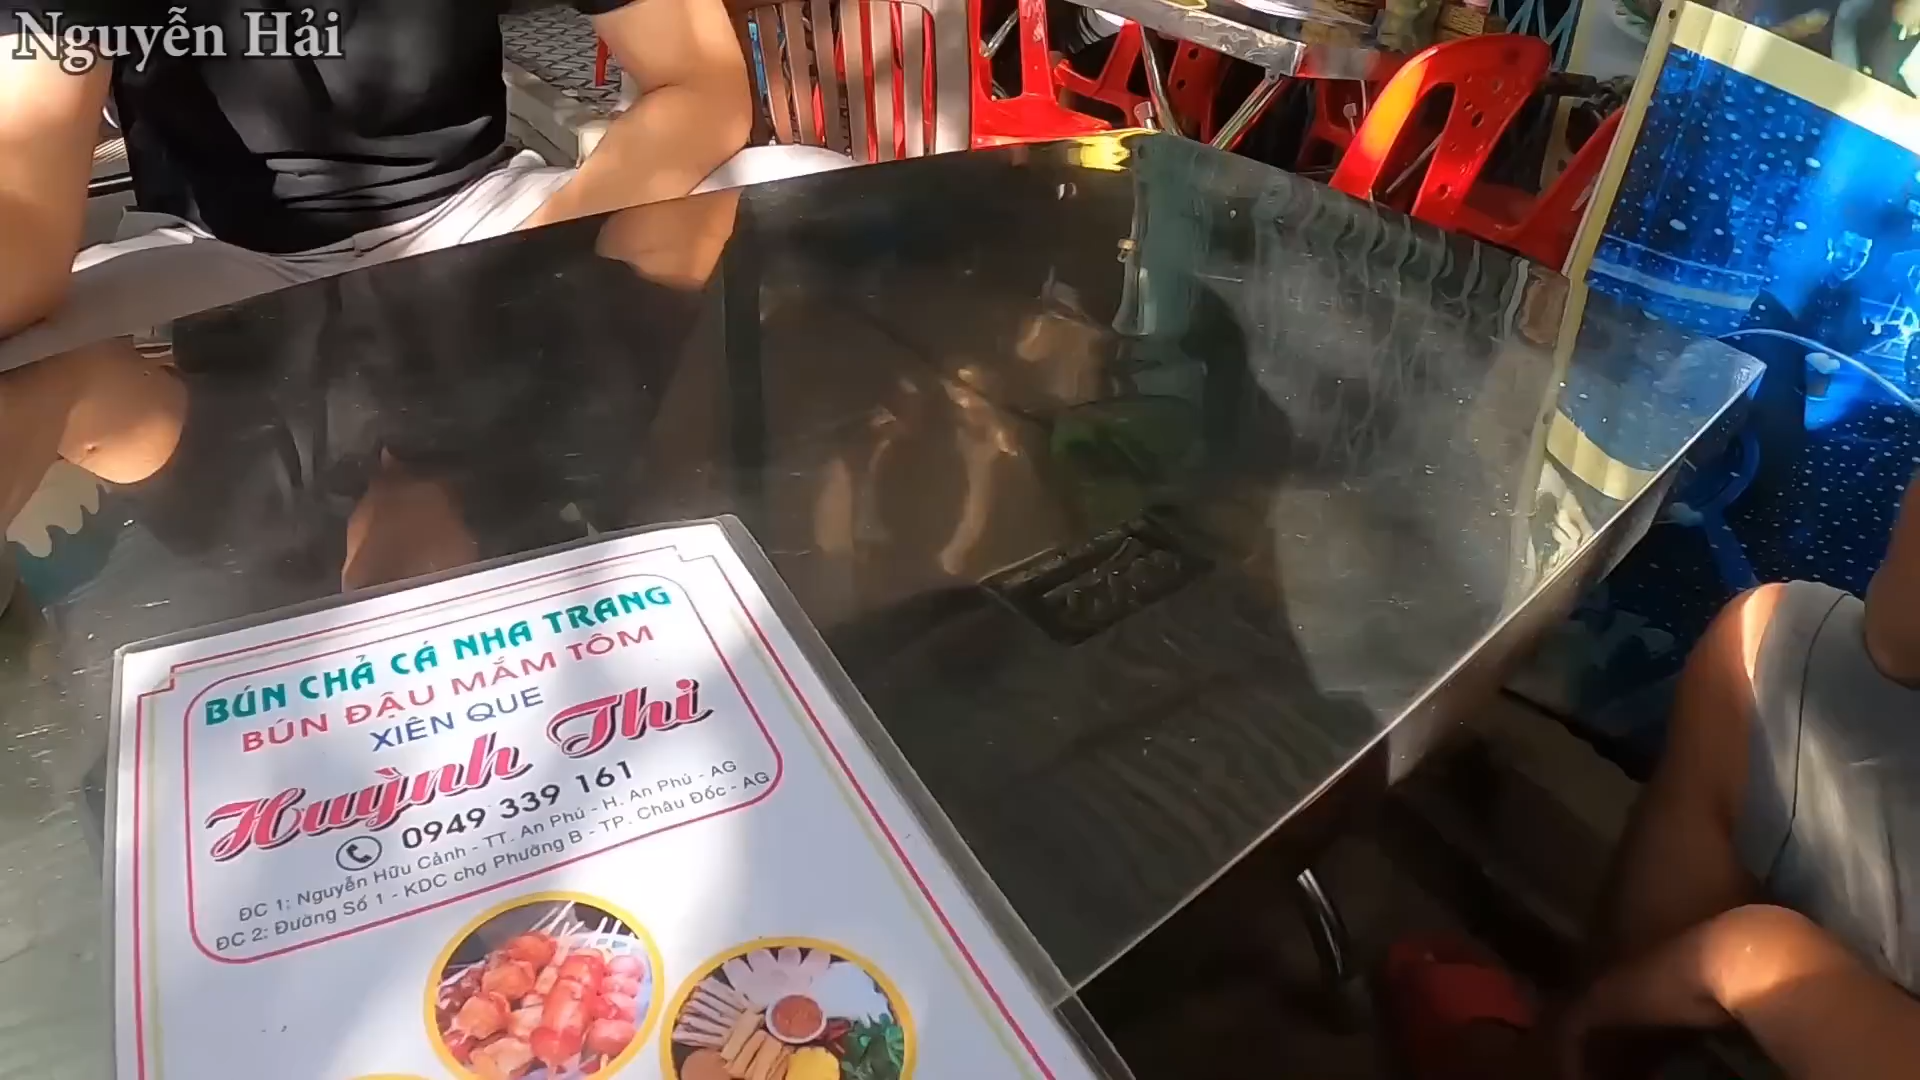 Nguyễn Hải
BÚN CHẢ CÁ NHA TRANG
BÚN ĐẬU MẮM TÔM
XIÊN QUE
Huỳnh Thi
0949 339 161
ĐC 1: Nguyễn Hữu Cảnh - TT. An Phú - H. An Phú - AG
ĐC 2: Đường Số 1 - KDC chợ Phường B - TP. Châu Đốc - AG